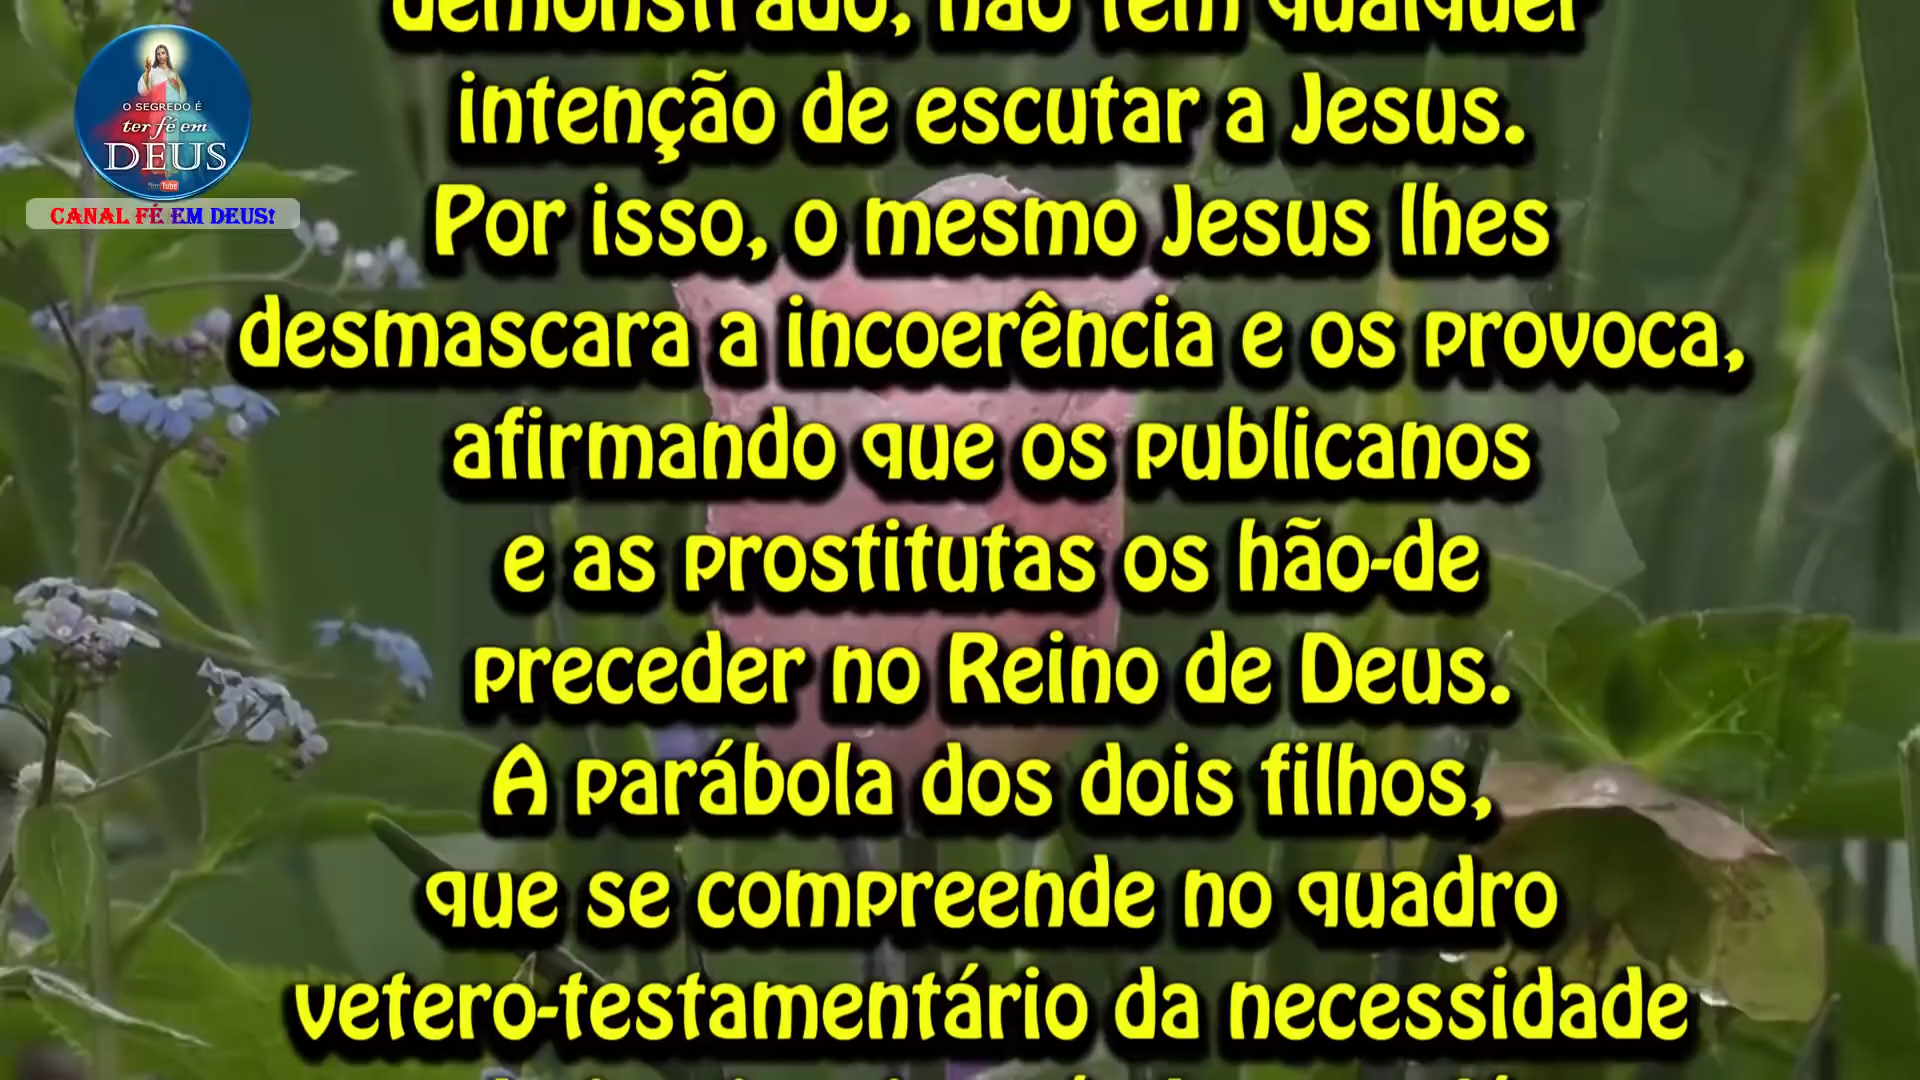 demonstrado, não têm qualquer
intenção de escutar a Jesus.
Por isso, o mesmo Jesus lhes
desmascara a incoerência e os provoca,
afirmando que os publicanos
e as prostitutas os hão-de
preceder no Reino de Deus.
A parábola dos dois filhos,
que se compreende no quadro
vetero-testamentário da necessidade
O SEGREDO É
ter fé em
DEUS
YouTube
CANAL FÉ EM DEUS!